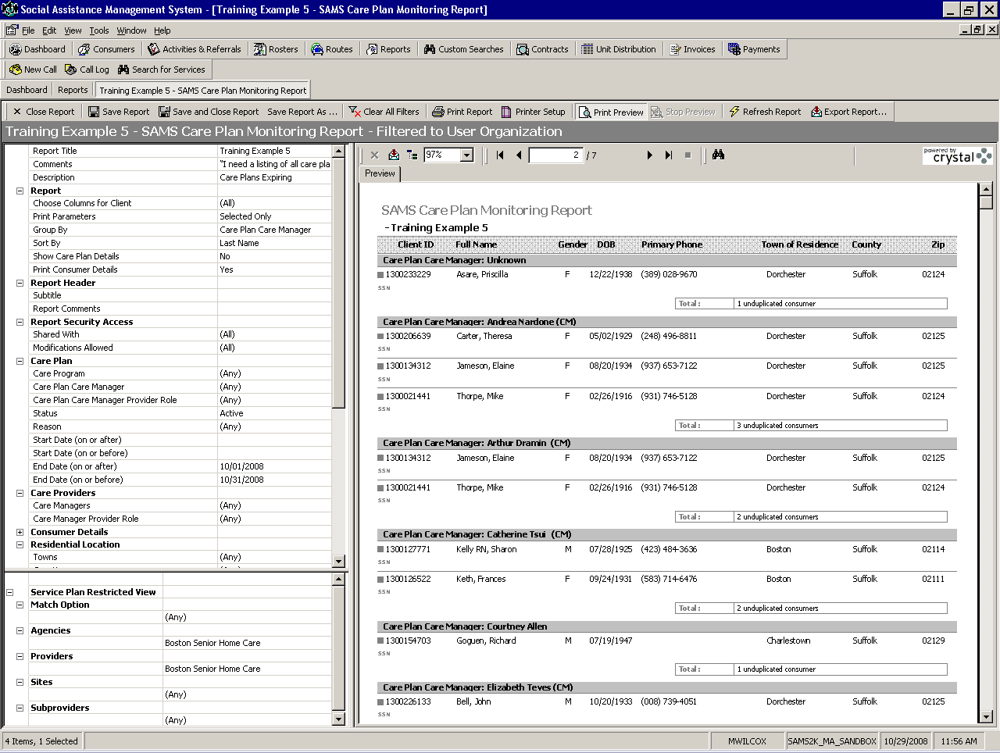 Social Assistance Management System - [Training Example 5 - SAMS Care Plan Monitoring Report]
File Edit View Tools Window Help
Dashboard Consumers Activities & Referrals Rosters Routes Reports Custom Searches Contracts Unit Distribution Invoices Payments
New Call Call Log Search for Services
Dashboard Reports Training Example 5 - SAMS Care Plan Monitoring Report
Close Report Save Report Save and Close Report Save Report As ... Clear All Filters Print Report Printer Setup Print Preview Stop Preview Refresh Report Export Report...
Training Example 5 - SAMS Care Plan Monitoring Report - Filtered to User Organization
Report Title Training Example 5
Comments "I need a listing of all care pla
Description Care Plans Expiring
Report
Choose Columns for Client (All)
Print Parameters Selected Only
Group By Care Plan Care Manager
Sort By Last Name
Show Care Plan Details No
Print Consumer Details Yes
Report Header
Subtitle
Report Comments
Report Security Access
Shared With (All)
Modifications Allowed (All)
Care Plan
Care Program (Any)
Care Plan Care Manager (Any)
Care Plan Care Manager Provider Role (Any)
Status Active
Reason (Any)
Start Date (on or after)
Start Date (on or before)
End Date (on or after) 10/01/2008
End Date (on or before) 10/31/2008
Care Providers
Care Managers (Any)
Care Manager Provider Role (Any)
Consumer Details
Residential Location
Towns (Any)
Service Plan Restricted View
Match Option
(Any)
Agencies
Boston Senior Home Care
Providers
Boston Senior Home Care
Sites
(Any)
Subproviders
(Any)
97% 2 / 7
powered by crystal
Preview
SAMS Care Plan Monitoring Report
- Training Example 5
Client ID Full Name Gender DOB Primary Phone Town of Residence County Zip
Care Plan Care Manager: Unknown
1300233229 Asare, Priscilla F 12/22/1938 (389) 028-9670 Dorchester Suffolk 02124
SSN
Total : 1 unduplicated consumer
Care Plan Care Manager: Andrea Nardone (CM)
1300206639 Carter, Theresa F 05/02/1929 (248) 496-8811 Dorchester Suffolk 02125
SSN
1300134312 Jameson, Elaine F 08/20/1934 (937) 653-7122 Dorchester Suffolk 02125
SSN
1300021441 Thorpe, Mike F 02/26/1916 (931) 746-5128 Dorchester Suffolk 02124
SSN
Total : 3 unduplicated consumers
Care Plan Care Manager: Arthur Dramin (CM)
1300134312 Jameson, Elaine F 08/20/1934 (937) 653-7122 Dorchester Suffolk 02125
SSN
1300021441 Thorpe, Mike F 02/26/1916 (931) 746-5128 Dorchester Suffolk 02124
SSN
Total : 2 unduplicated consumers
Care Plan Care Manager: Catherine Tsui (CM)
1300127771 Kelly RN, Sharon M 07/28/1925 (423) 484-3636 Boston Suffolk 02114
SSN
1300126522 Keth, Frances F 09/24/1931 (583) 714-6476 Boston Suffolk 02111
SSN
Total : 2 unduplicated consumers
Care Plan Care Manager: Courtney Allen
1300154703 Goguen, Richard M 07/19/1947 Charlestown Suffolk 02129
SSN
Total : 1 unduplicated consumer
Care Plan Care Manager: Elizabeth Teves (CM)
1300226133 Bell, John M 10/20/1933 (008) 739-4051 Dorchester Suffolk 02125
SSN
4 Items, 1 Selected MWILCOX SAMS2K_MA_SANDBOX 10/29/2008 11:56 AM